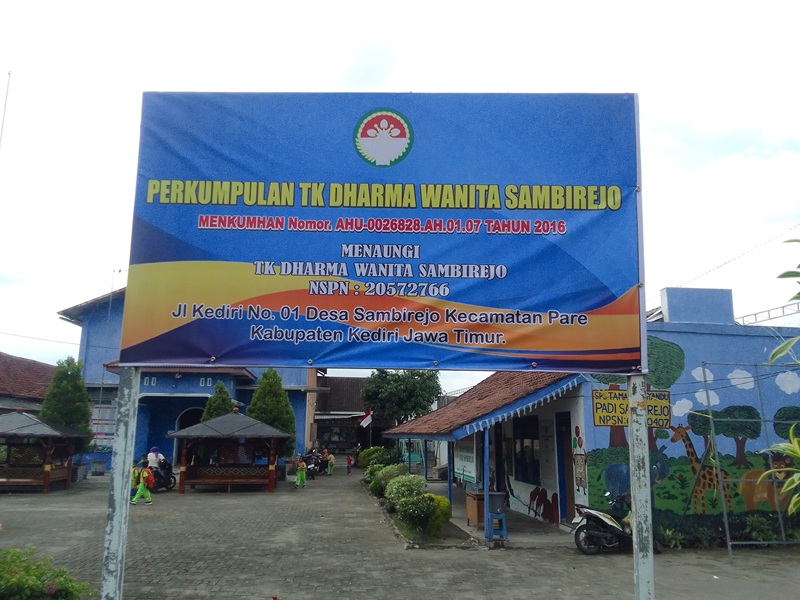 PERKUMPULAN TK DHARMA WANITA SAMBIREJO
MENKUMHAN Nomor. AHU-0026828.AH.01.07 TAHUN 2016
MENAUNGI
TK DHARMA WANITA SAMBIREJO
NSPN : 20572766
Jl Kediri No. 01 Desa Sambirejo Kecamatan Pare
Kabupaten Kediri Jawa Timur.